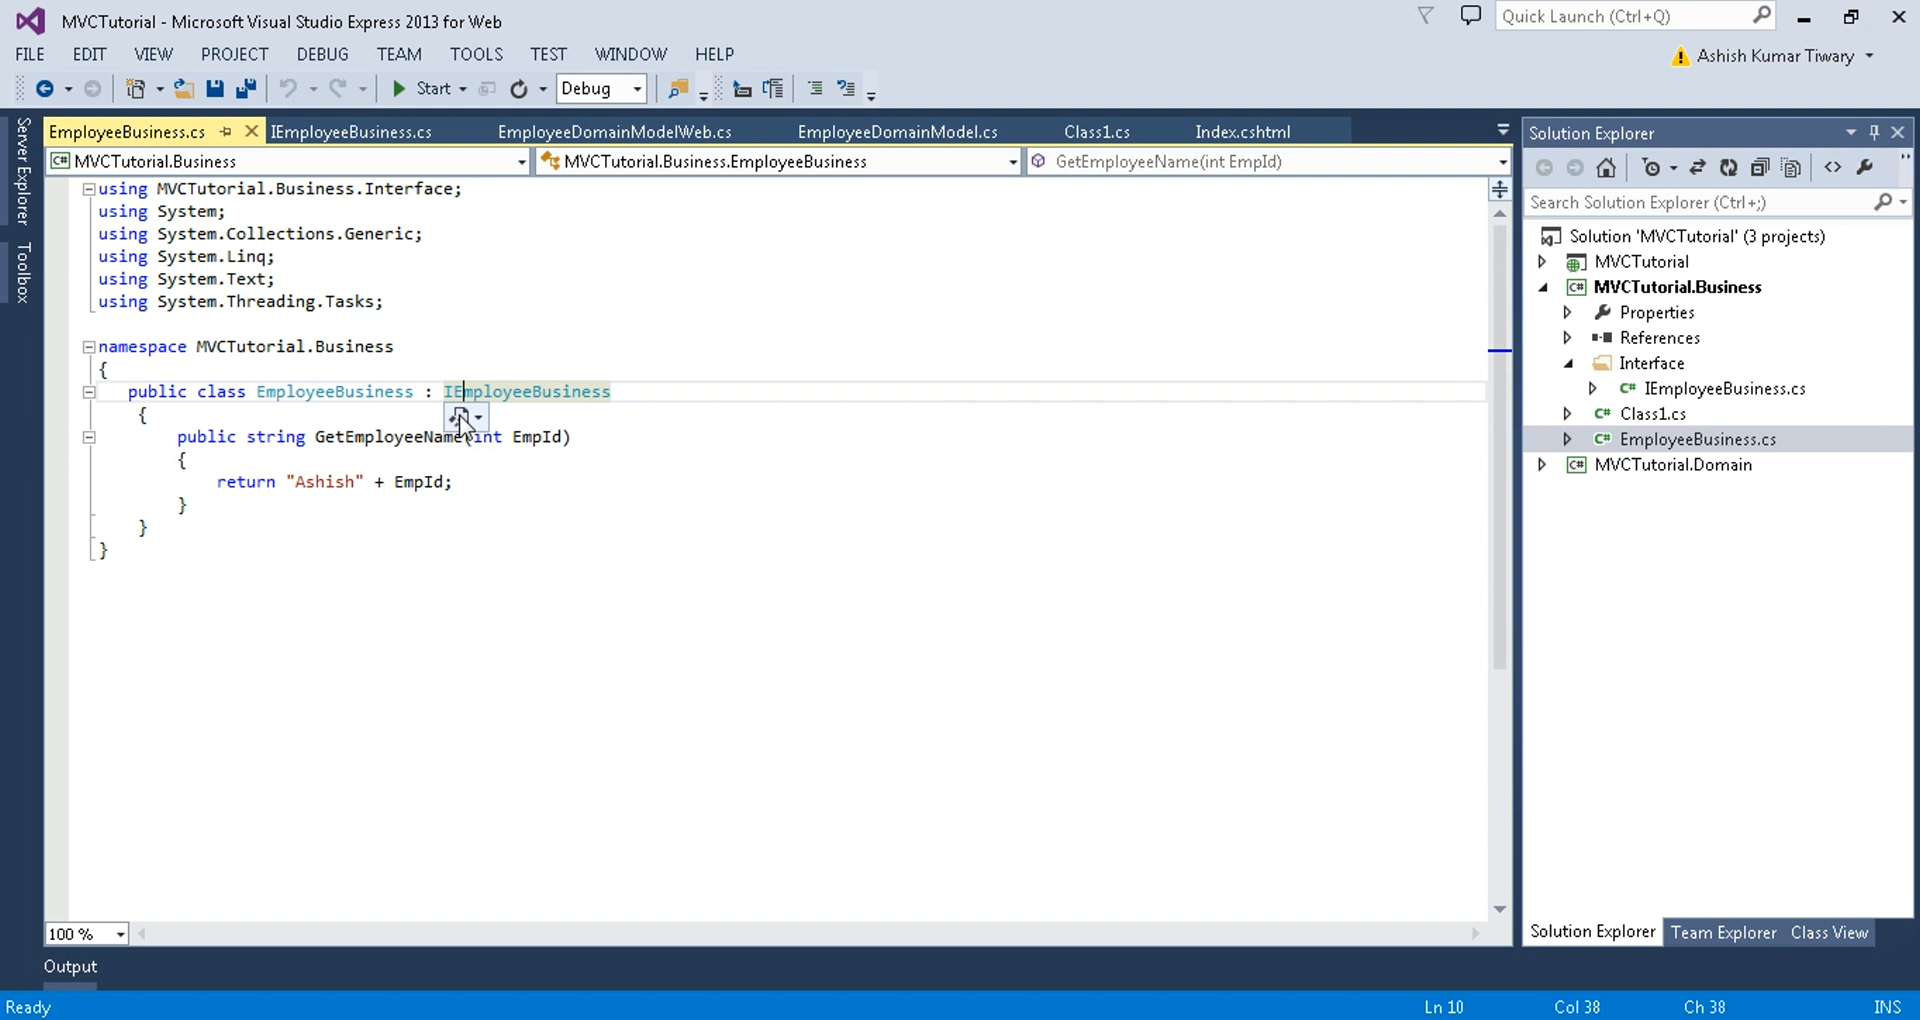 MVCTutorial - Microsoft Visual Studio Express 2013 for Web
Quick Launch (Ctrl+Q)
FILE EDIT VIEW PROJECT DEBUG TEAM TOOLS TEST WINDOW HELP
Ashish Kumar Tiwary
Start Debug
Server Explorer
Toolbox
EmployeeBusiness.cs IEmployeeBusiness.cs EmployeeDomainModelWeb.cs EmployeeDomainModel.cs Class1.cs Index.cshtml
C# MVCTutorial.Business MVCTutorial.Business.EmployeeBusiness GetEmployeeName(int EmpId)
using MVCTutorial.Business.Interface;
using System;
using System.Collections.Generic;
using System.Linq;
using System.Text;
using System.Threading.Tasks;
namespace MVCTutorial.Business
{
public class EmployeeBusiness : IEmployeeBusiness
{
public string GetEmployeeName(int EmpId)
{
return "Ashish" + EmpId;
}
}
}
100 %
Solution Explorer
Search Solution Explorer (Ctrl+;)
Solution 'MVCTutorial' (3 projects)
MVCTutorial
C# MVCTutorial.Business
Properties
References
Interface
C# IEmployeeBusiness.cs
C# Class1.cs
C# EmployeeBusiness.cs
C# MVCTutorial.Domain
Solution Explorer Team Explorer Class View
Output
Ready Ln 10 Col 38 Ch 38 INS